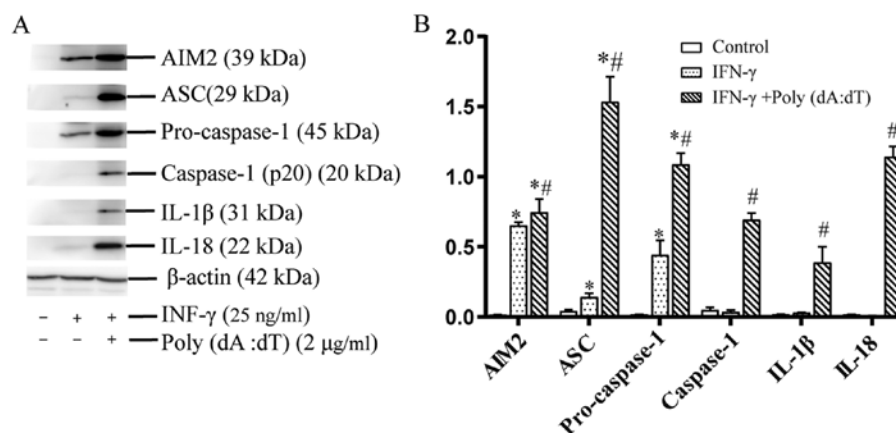 A
AIM2 (39 kDa)
ASC(29 kDa)
Pro-caspase-1 (45 kDa)
Caspase-1 (p20) (20 kDa)
IL-1β (31 kDa)
IL-18 (22 kDa)
β-actin (42 kDa)
− + + INF-γ (25 ng/ml)
− − + Poly (dA :dT) (2 μg/ml)
B
Control
IFN-γ
IFN-γ +Poly (dA:dT)
2.0
1.5
1.0
0.5
0.0
* *#
* *#
* *#
#
#
#
AIM2
ASC
Pro-caspase-1
Caspase-1
IL-1β
IL-18